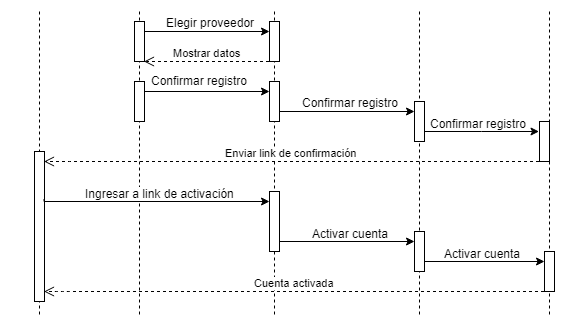 Elegir proveedor
Mostrar datos
Confirmar registro
Confirmar registro
Confirmar registro
Enviar link de confirmación
Ingresar a link de activación
Activar cuenta
Activar cuenta
Cuenta activada